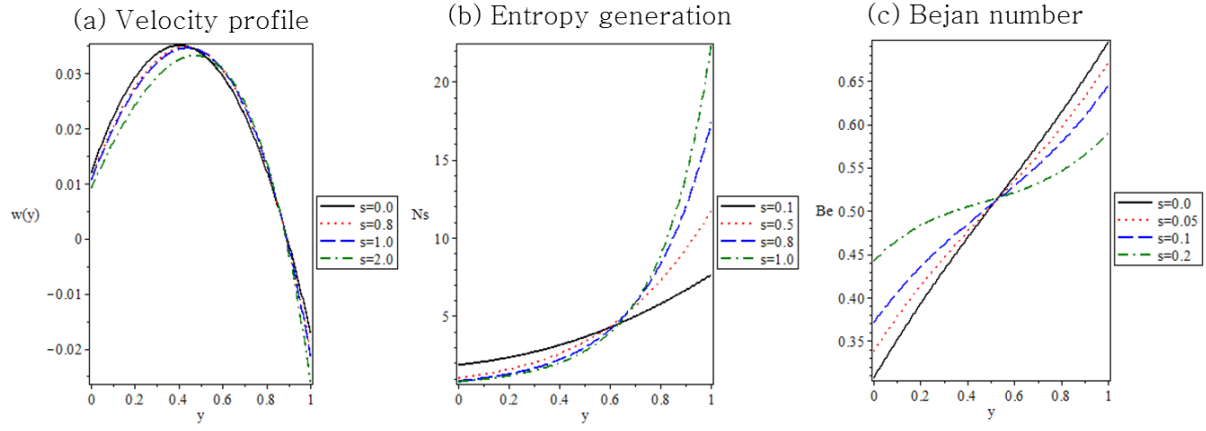 (a) Velocity profile
0.03
0.02
0.01
w(y)
0
−0.01
−0.02
0 0.2 0.4 0.6 0.8 1
y
s=0.0
s=0.8
s=1.0
s=2.0
(b) Entropy generation
20
15
Ns
10
5
0 0.2 0.4 0.6 0.8 1
y
s=0.1
s=0.5
s=0.8
s=1.0
(c) Bejan number
0.65
0.60
0.55
Be 0.50
0.45
0.40
0.35
0 0.2 0.4 0.6 0.8 1
y
s=0.0
s=0.05
s=0.1
s=0.2